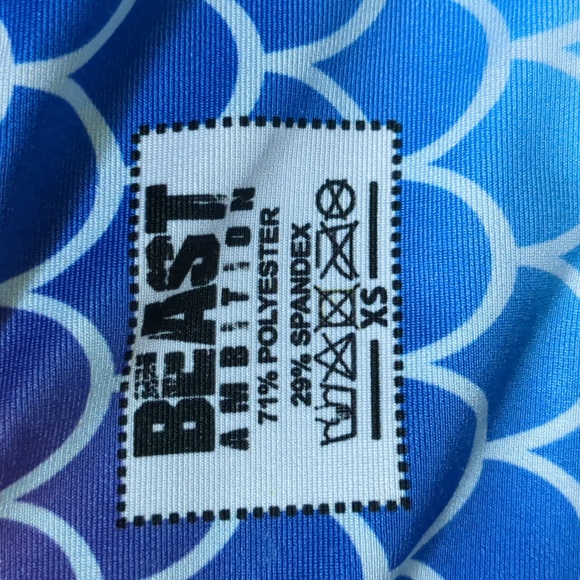 BEAST
AMBITION
71% POLYESTER
29% SPANDEX
XS